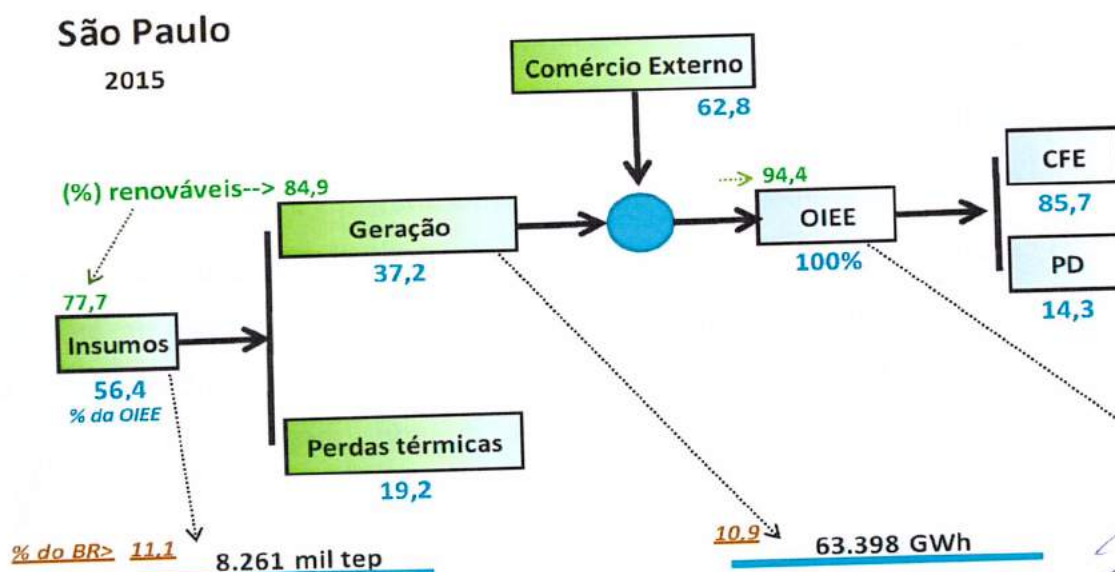 São Paulo
2015
Comércio Externo
62,8
(%) renováveis--> 84,9
94,4
CFE
85,7
Geração
37,2
OIEE
100%
PD
14,3
77,7
Insumos
56,4
% da OIEE
Perdas térmicas
19,2
% do BR> 11,1
8.261 mil tep
10,9
63.398 GWh